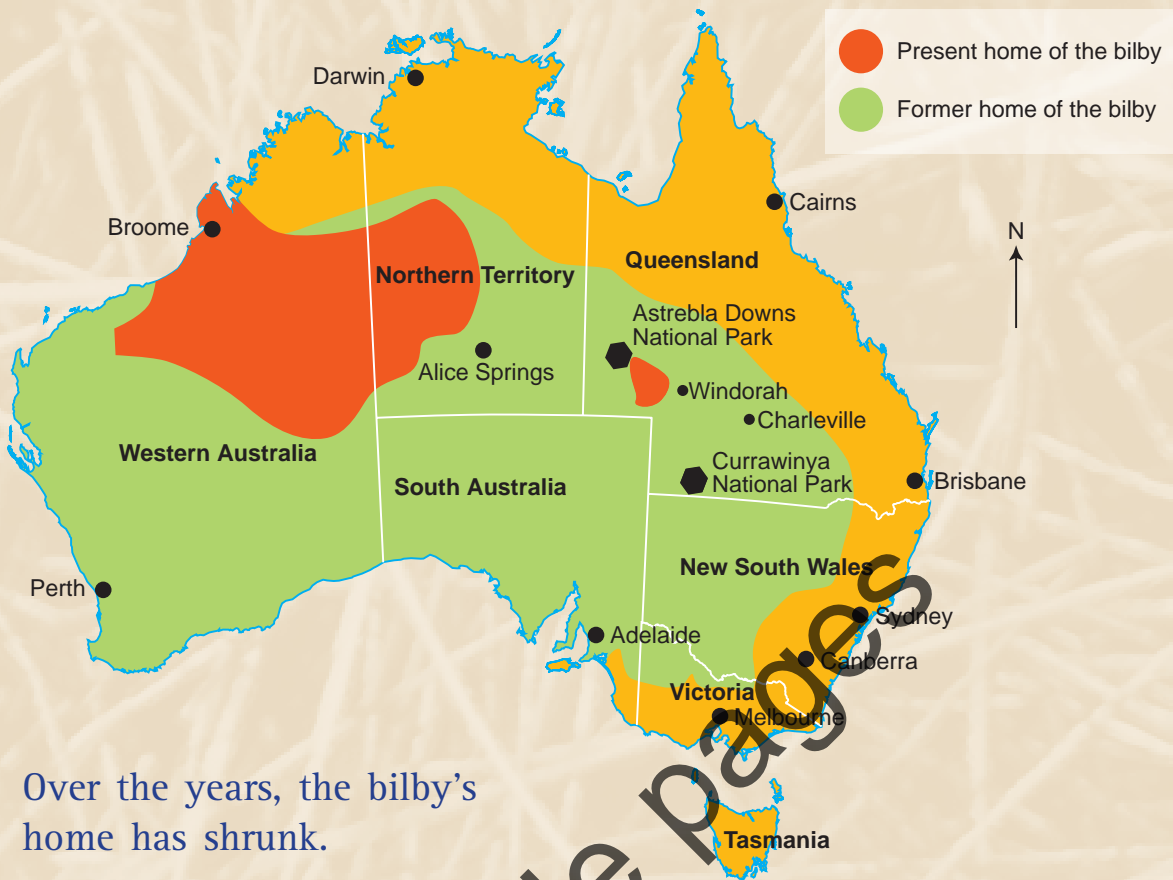 Present home of the bilby
Former home of the bilby
Darwin
Cairns
Broome
N
Queensland
Northern Territory
Astrebla Downs
National Park
Alice Springs
Windorah
Charleville
Western Australia
Currawinya
National Park
South Australia
Brisbane
New South Wales
Perth
Sydney
Adelaide
Canberra
Victoria
Melbourne
Over the years, the bilby's
home has shrunk.
Tasmania
pages